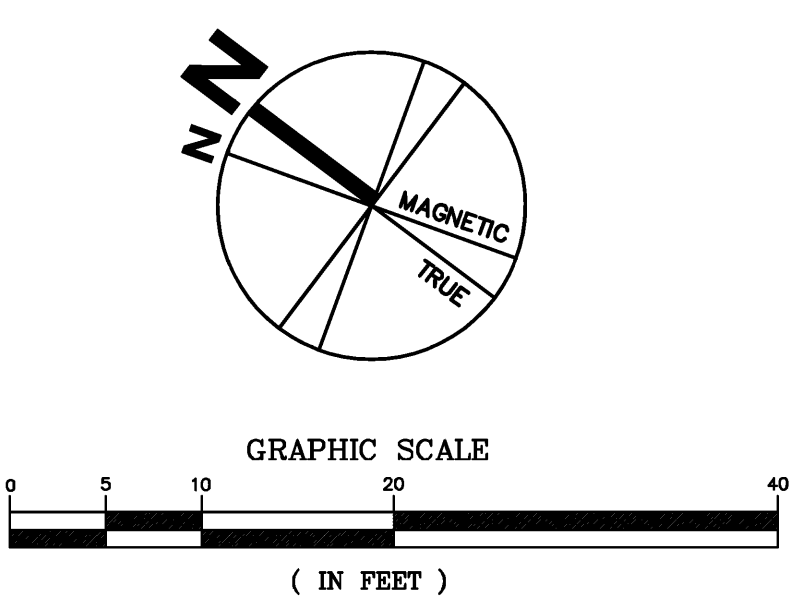 N
N
MAGNETIC
TRUE
GRAPHIC SCALE
0 5 10 20 40
( IN FEET )